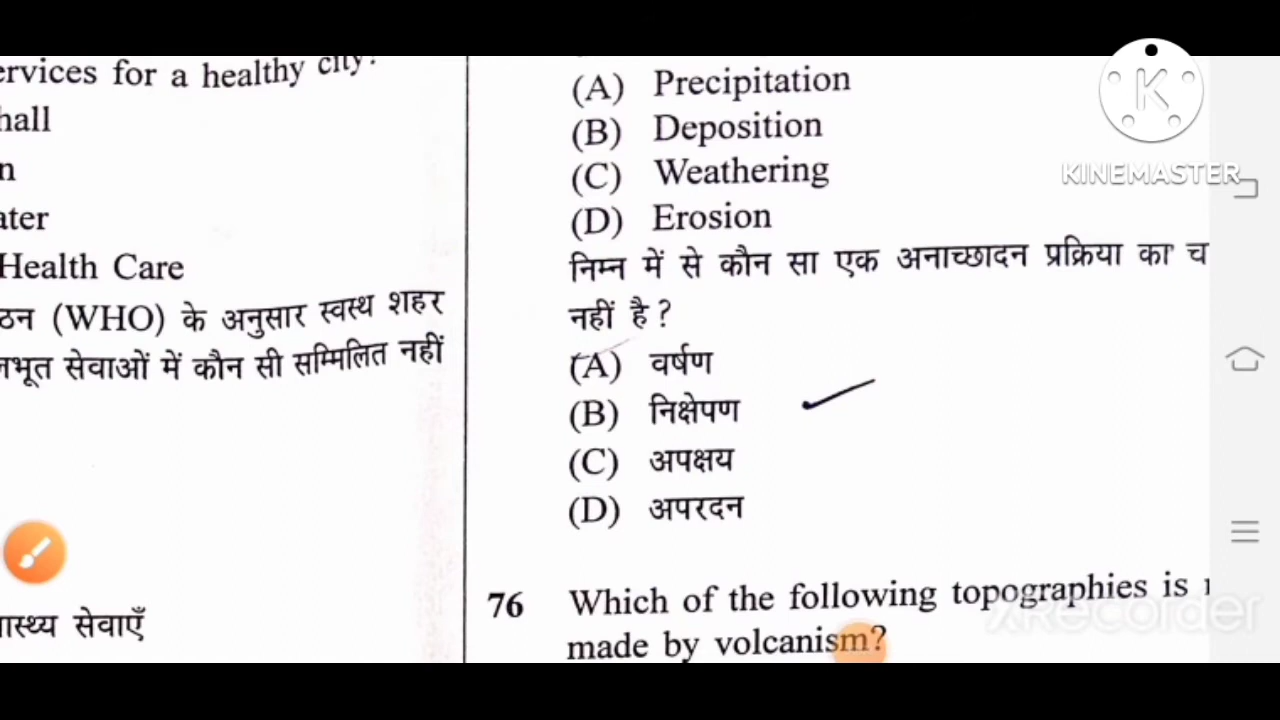 ervices for a healthy city?
hall
n
ater
Health Care
ठन (WHO) के अनुसार स्वस्थ शहर
लभूत सेवाओं में कौन सी सम्मिलित नहीं
ास्थ्य सेवाएँ
(A) Precipitation
(B) Deposition
(C) Weathering
(D) Erosion
निम्न में से कौन सा एक अनाच्छादन प्रक्रिया का च
नहीं है ?
(A) वर्षण
(B) निक्षेपण
(C) अपक्षय
(D) अपरदन
76 Which of the following topographies is
made by volcanism?
KINEMASTER
XRecorder